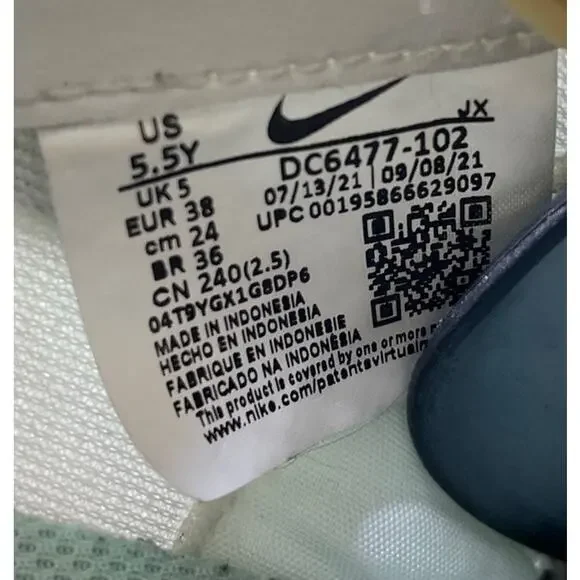 US
5.5Y
JX
UK 5
DC6477-102
EUR 38
07/13/21 | 09/08/21
cm 24
UPC 00195866629097
BR 36
CN 240(2.5)
04T9YGX1G8DP6
MADE IN INDONESIA
HECHO EN INDONESIA
FABRIQUE EN INDONESIE
FABRICADO NA INDONESIA
This product is covered by one or more
www.nike.com/patentsvirtual